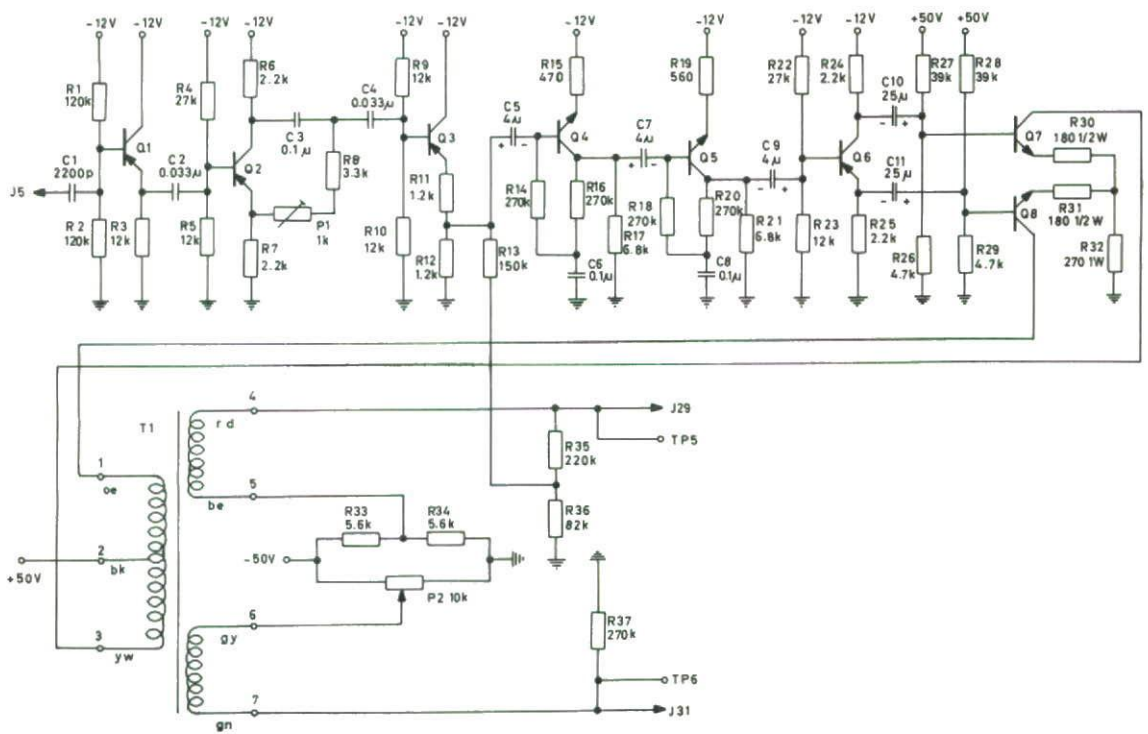 -12V -12V -12V -12V -12V -12V -12V -12V -12V -12V +50V +50V
R1 120k
R4 27k
R6 2.2k
R9 12k
R15 470
R19 560
R22 27k
R24 2.2k
C10 25µ
R27 39k
R28 39k
C4 0.033µ
C3 0.1µ
C5 4µ
C7 4µ
C9 4µ
R30 180 1/2W
Q1
Q2
Q3
Q4
Q5
Q6
Q7
C1 2200p
C2 0.033µ
R8 3.3k
R11 1.2k
R14 270k
R16 270k
R18 270k
R20 270k
C11 25µ
R31 180 1/2W
Q8
J5
R2 120k
R3 12k
R5 12k
R7 2.2k
P1 1k
R10 12k
R12 1.2k
R13 150k
R17 6.8k
R21 6.8k
R23 12k
R25 2.2k
R26 4.7k
R29 4.7k
R32 270 1W
C6 0.1µ
C8 0.1µ
+ -
+ -
- +
- +
- +
T1
4
rd
J29
TP5
R35 220k
1
oe
5
be
R33 5.6k
R34 5.6k
R36 82k
-50V
2
bk
+50V
P2 10k
6
gy
R37 270k
3
yw
TP6
7
gn
J31